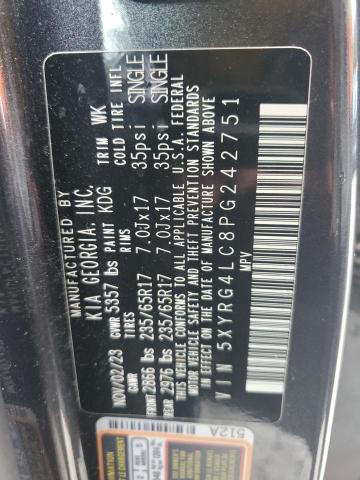 MANUFACTURED BY
KIA GEORGIA. INC.
NOV/02/23 GVWR 5357 lbs PAINT KDG TRIM WK
GAWR TIRES RIMS COLD TIRE INFL
FRONT 2866 lbs 235/65R17 7.0Jx17 35psi SINGLE
REAR 2976 lbs 235/65R17 7.0Jx17 35psi SINGLE
THIS VEHICLE CONFORMS TO ALL APPLICABLE U.S.A. FEDERAL
MOTOR VEHICLE SAFETY AND THEFT PREVENTION STANDARDS
IN EFFECT ON THE DATE OF MANUFACTURE SHOWN ABOVE
VIN 5XYRG4LC8PG242751
MPV
512A